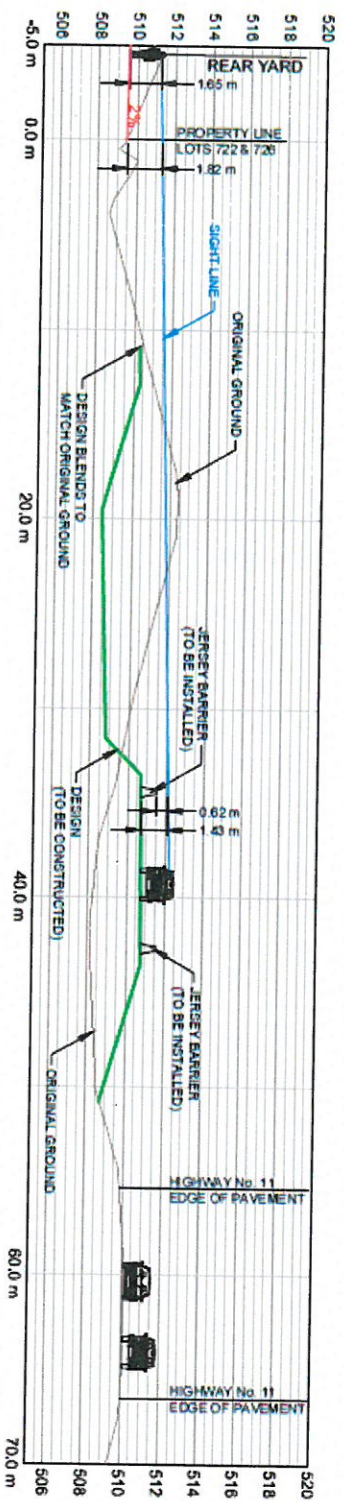 520
518
516
514
512
510
508
506
-5.0 m
REAR YARD
1.65 m
2%
0.0 m
PROPERTY LINE
LOTS 722 & 726
1.82 m
SIGHT LINE
ORIGINAL GROUND
DESIGN BLENDS TO
MATCH ORIGINAL GROUND
20.0 m
JERSEY BARRIER
(TO BE INSTALLED)
0.62 m
1.43 m
DESIGN
(TO BE CONSTRUCTED)
40.0 m
JERSEY BARRIER
(TO BE INSTALLED)
ORIGINAL GROUND
HIGHWAY No. 11
EDGE OF PAVEMENT
60.0 m
HIGHWAY No. 11
EDGE OF PAVEMENT
70.0 m
520
518
516
514
512
510
508
506